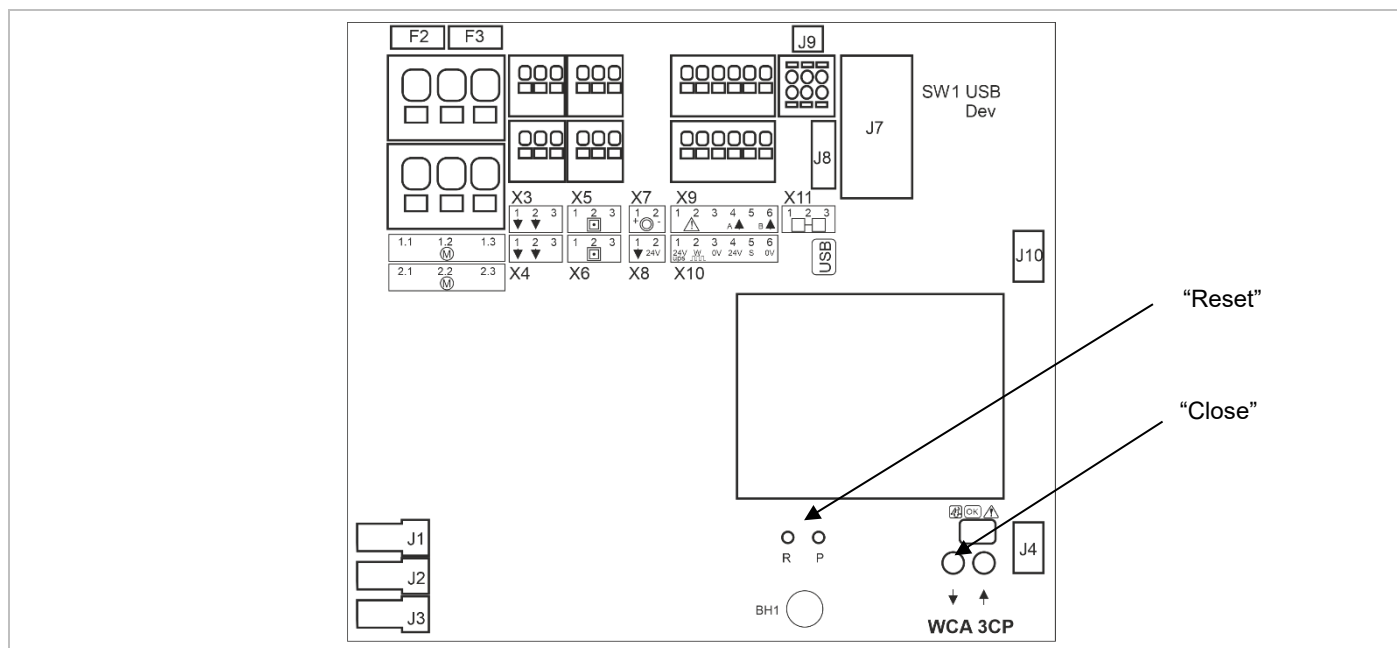 F2 F3
J9
SW1 USB
Dev
J7
J8
X3 X5 X7 X9 X11
1 2 3 1 2 3 1 2 1 2 3 4 5 6 1 2 3
+ - A B
1.1 1.2 1.3
M
1 2 3 1 2 3 1 2 1 2 3 4 5 6
24V 24V ups W 0V 24V S 0V
USB
J10
2.1 2.2 2.3
M
X4 X6 X8 X10
“Reset”
“Close”
OK
J1
J4
R P
J2
J3
BH1
WCA 3CP